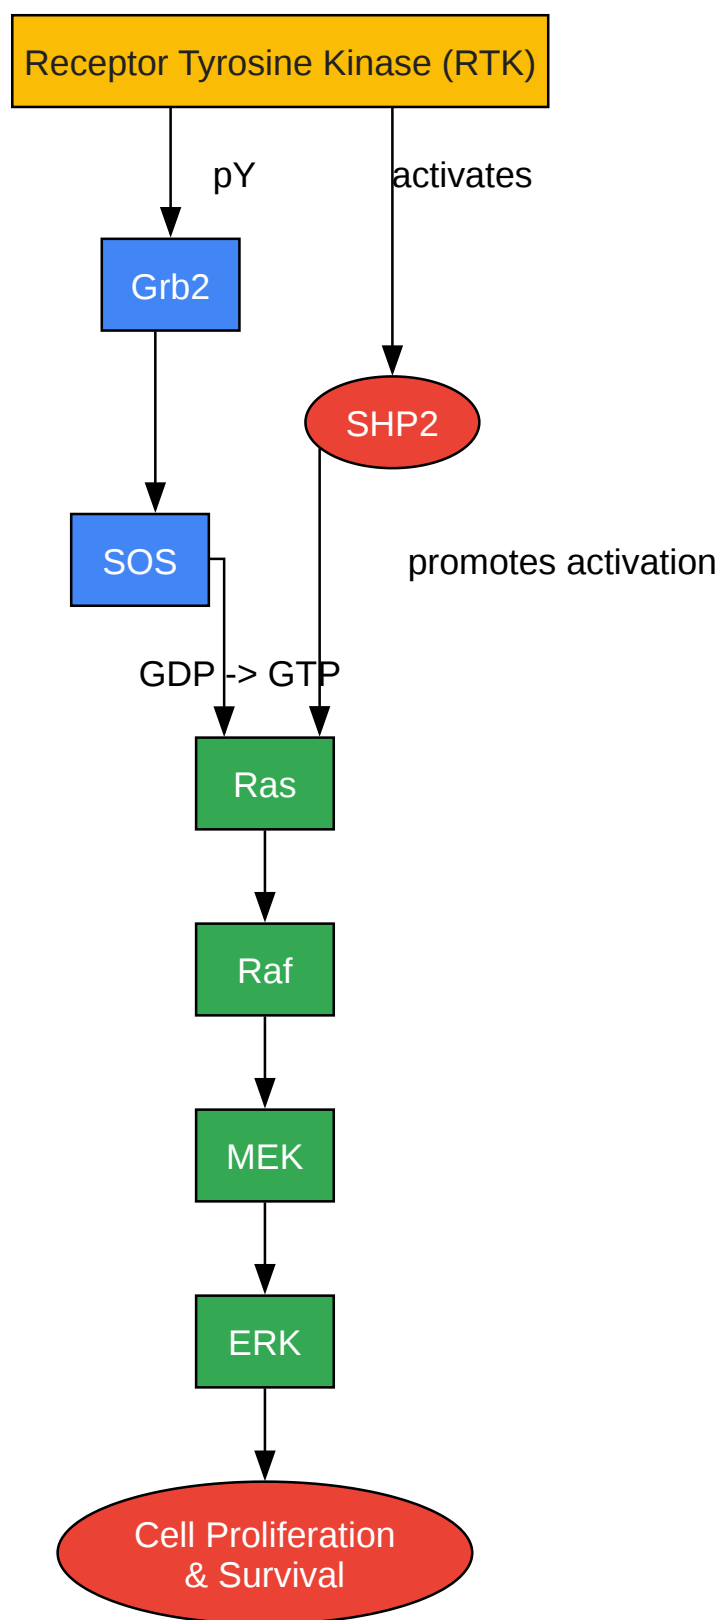 Receptor Tyrosine Kinase (RTK)
pY
activates
Grb2
SHP2
SOS
promotes activation
GDP -> GTP
Ras
Raf
MEK
ERK
Cell Proliferation
& Survival